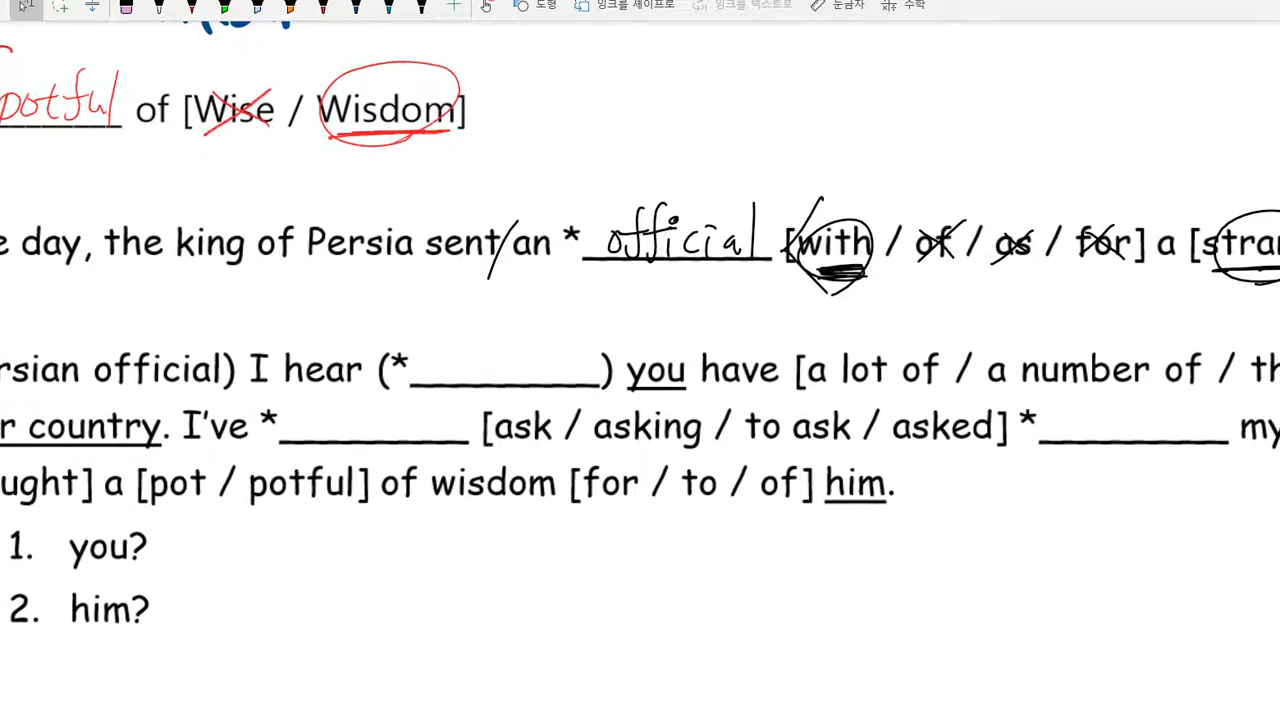 도형 잉크를 셰이프로 잉크를 텍스트로 눈금자 수학
potful of [Wise / Wisdom]
e day, the king of Persia sent/an * official [with / of / as / for] a [stran
rsian official) I hear (*__________) you have [a lot of / a number of / th
r country. I've *__________ [ask / asking / to ask / asked] *__________ my
ught] a [pot / potful] of wisdom [for / to / of] him.
1. you?
2. him?